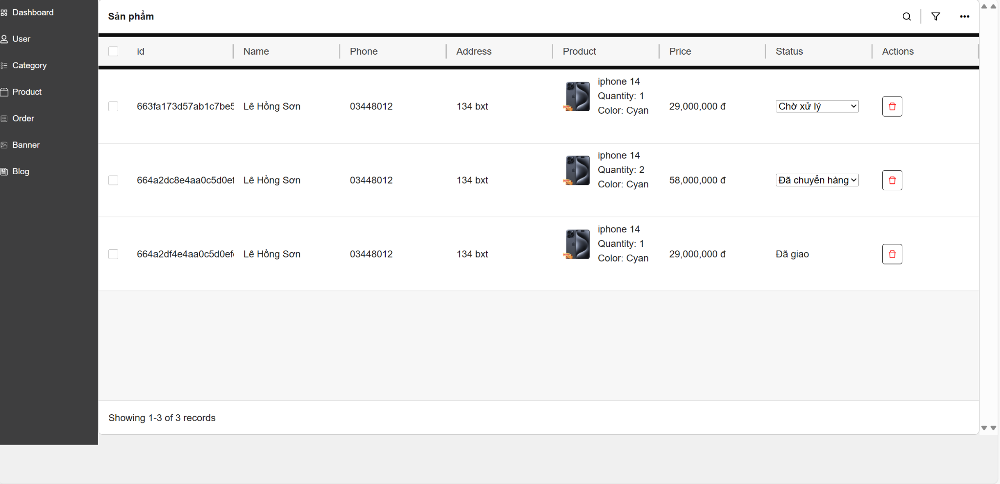 Dashboard
User
Category
Product
Order
Banner
Blog
Sản phẩm
id Name Phone Address Product Price Status Actions
iphone 14
Quantity: 1
Color: Cyan
663fa173d57ab1c7be5 Lê Hồng Sơn 03448012 134 bxt 29,000,000 đ Chờ xử lý
iphone 14
Quantity: 2
Color: Cyan
664a2dc8e4aa0c5d0ef Lê Hồng Sơn 03448012 134 bxt 58,000,000 đ Đã chuyển hàng
iphone 14
Quantity: 1
Color: Cyan
664a2df4e4aa0c5d0ef Lê Hồng Sơn 03448012 134 bxt 29,000,000 đ Đã giao
Showing 1-3 of 3 records